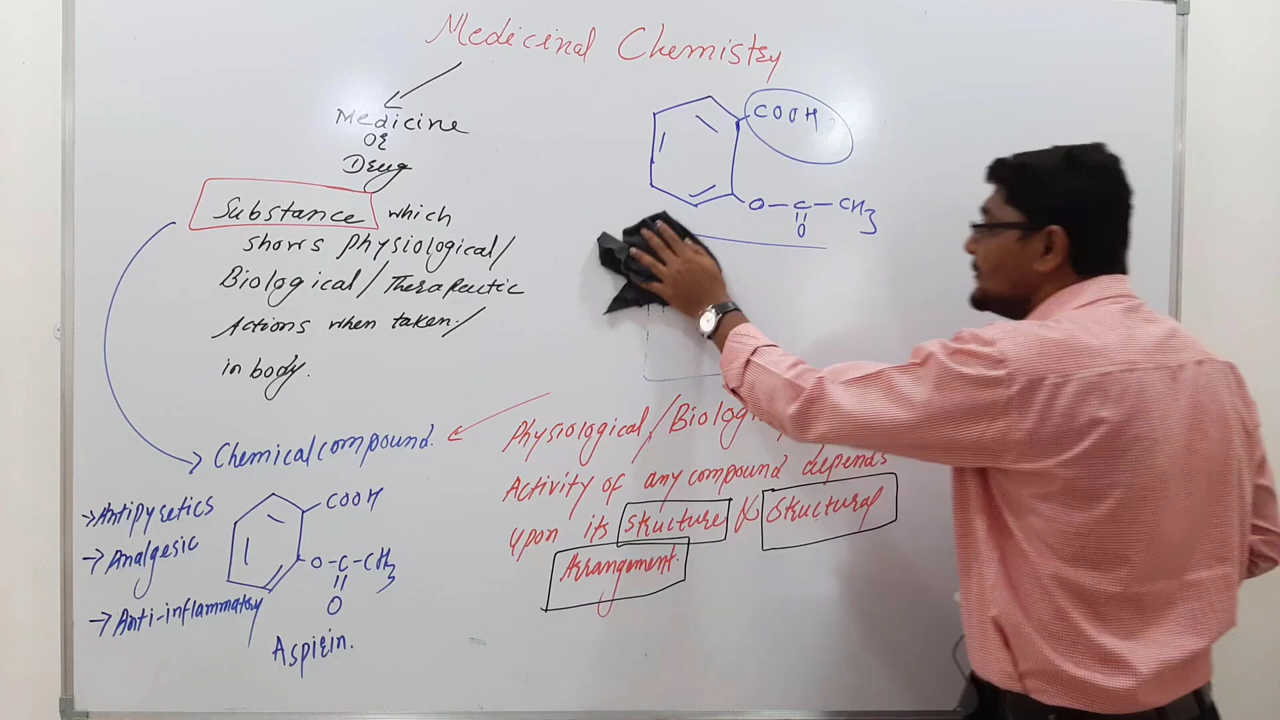 Medicinal Chemistry
Medicine
or
Drug
Substance which
shows physiological/
Biological/Therapeutic
Actions when taken/
in body.
Chemical compound.
→Antipyretics
→Analgesic
→Anti-inflammatory
COOH
O-C-CH3
O
Aspirin.
COOH
O-C-CH3
O
Physiological/Biolog
Activity of any compound depends
upon its structure & structural
Arrangement.